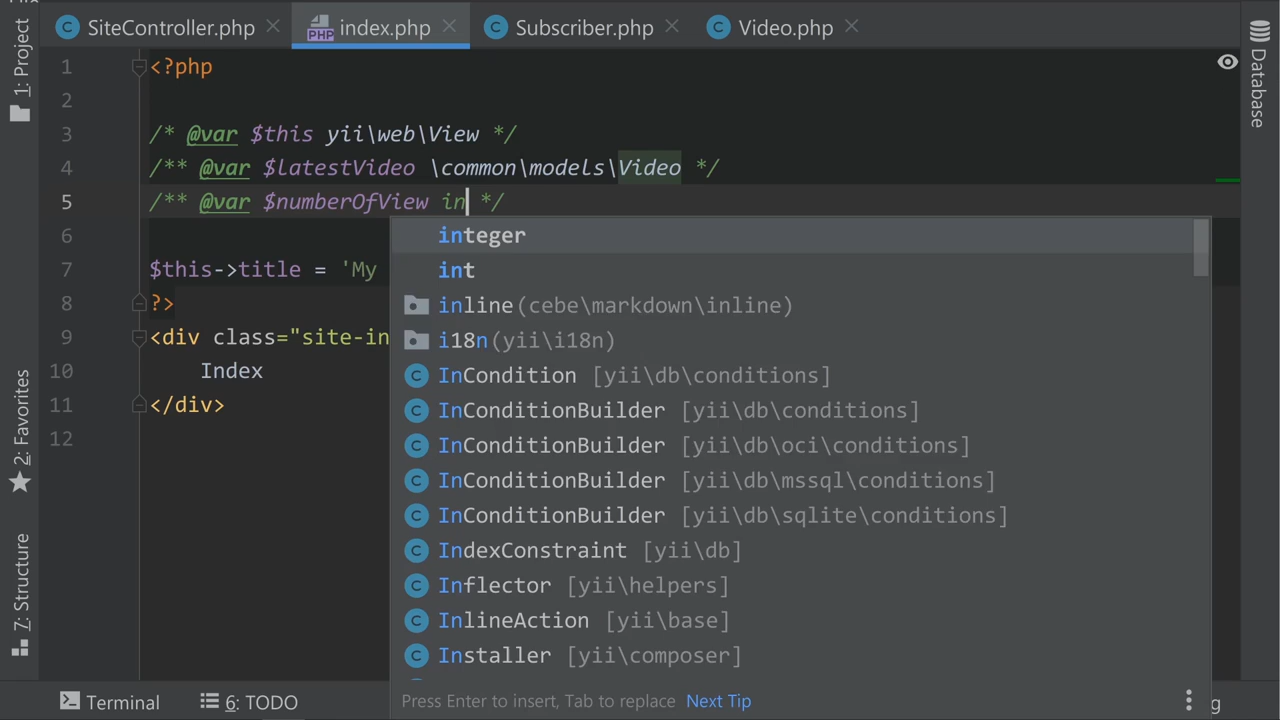 SiteController.php index.php Subscriber.php Video.php
1: Project
Database
1 <?php
2
3 /* @var $this yii\web\View */
4 /** @var $latestVideo \common\models\Video */
5 /** @var $numberOfView in */
6
7 $this->title = 'My
8 ?>
9 <div class="site-in
10 Index
11 </div>
12
integer
int
inline(cebe\markdown\inline)
i18n(yii\i18n)
InCondition [yii\db\conditions]
InConditionBuilder [yii\db\conditions]
InConditionBuilder [yii\db\oci\conditions]
InConditionBuilder [yii\db\mssql\conditions]
InConditionBuilder [yii\db\sqlite\conditions]
IndexConstraint [yii\db]
Inflector [yii\helpers]
InlineAction [yii\base]
Installer [yii\composer]
Press Enter to insert, Tab to replace Next Tip
2: Favorites
7: Structure
Terminal 6: TODO
PHP